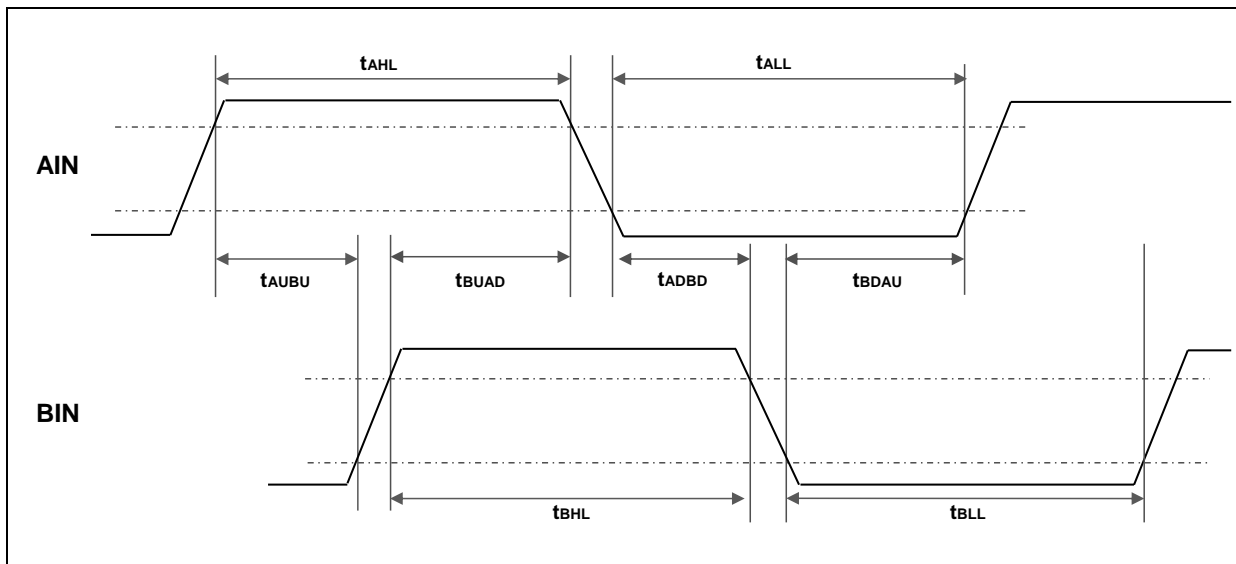 tAHL
tALL
AIN
tAUBU
tBUAD
tADBD
tBDAU
BIN
tBHL
tBLL